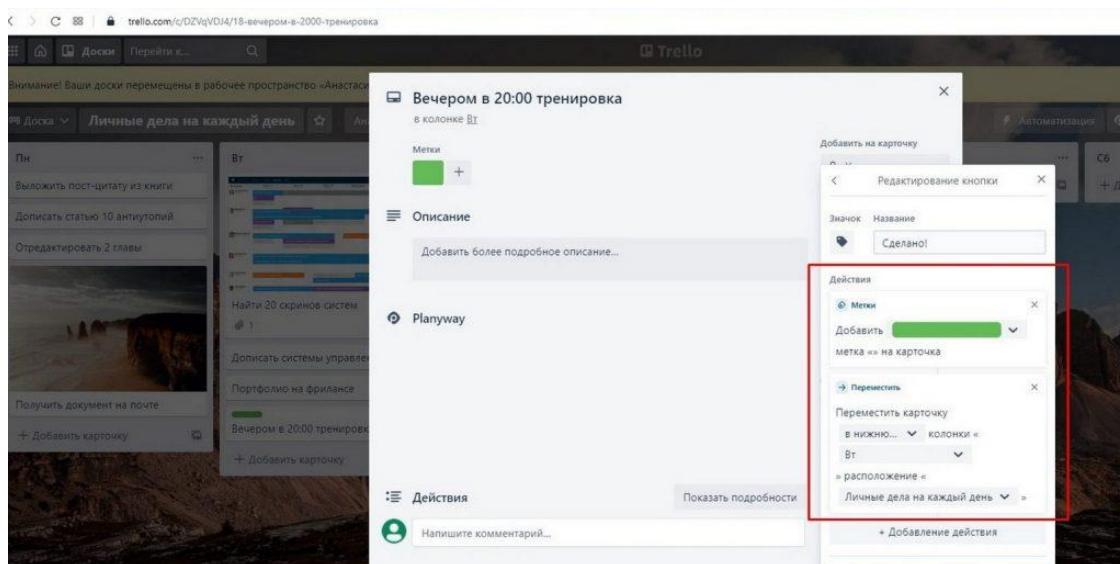 trello.com/c/DZVqVDJ4/18-вечером-в-2000-тренировка
Доски
Перейти к...
Trello
Внимание! Ваши доски перемещены в рабочее пространство «Анастаси
Доска
Личные дела на каждый день
Ан
Автоматизация
Пн
Выложить пост-цитату из книги
Дописать статью 10 антиутопий
Отредактировать 2 главы
Получить документ на почте
+ Добавить карточку
Вт
Найти 20 скринов систем
1
Дописать системы управле
Портфолио на фрилансе
Вечером в 20:00 трениров
+ Добавить карточку
Сб
Вечером в 20:00 тренировка
в колонке Вт
Метки
+
Описание
Добавить более подробное описание...
Planyway
Действия
Показать подробности
Напишите комментарий...
Добавить на карточку
Редактирование кнопки
Значок Название
Сделано!
Действия
Метки
Добавить
метка «» на карточка
Переместить
Переместить карточку
в нижню... колонки «
Вт
» расположение «
Личные дела на каждый день »
+ Добавление действия